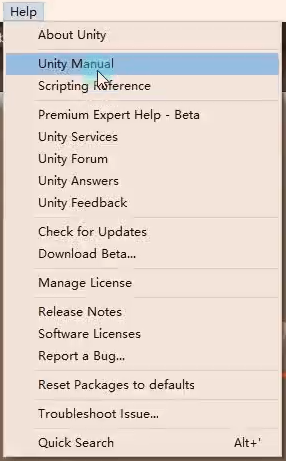 Help
About Unity
Unity Manual
Scripting Reference
Premium Expert Help - Beta
Unity Services
Unity Forum
Unity Answers
Unity Feedback
Check for Updates
Download Beta...
Manage License
Release Notes
Software Licenses
Report a Bug...
Reset Packages to defaults
Troubleshoot Issue...
Quick Search Alt+'